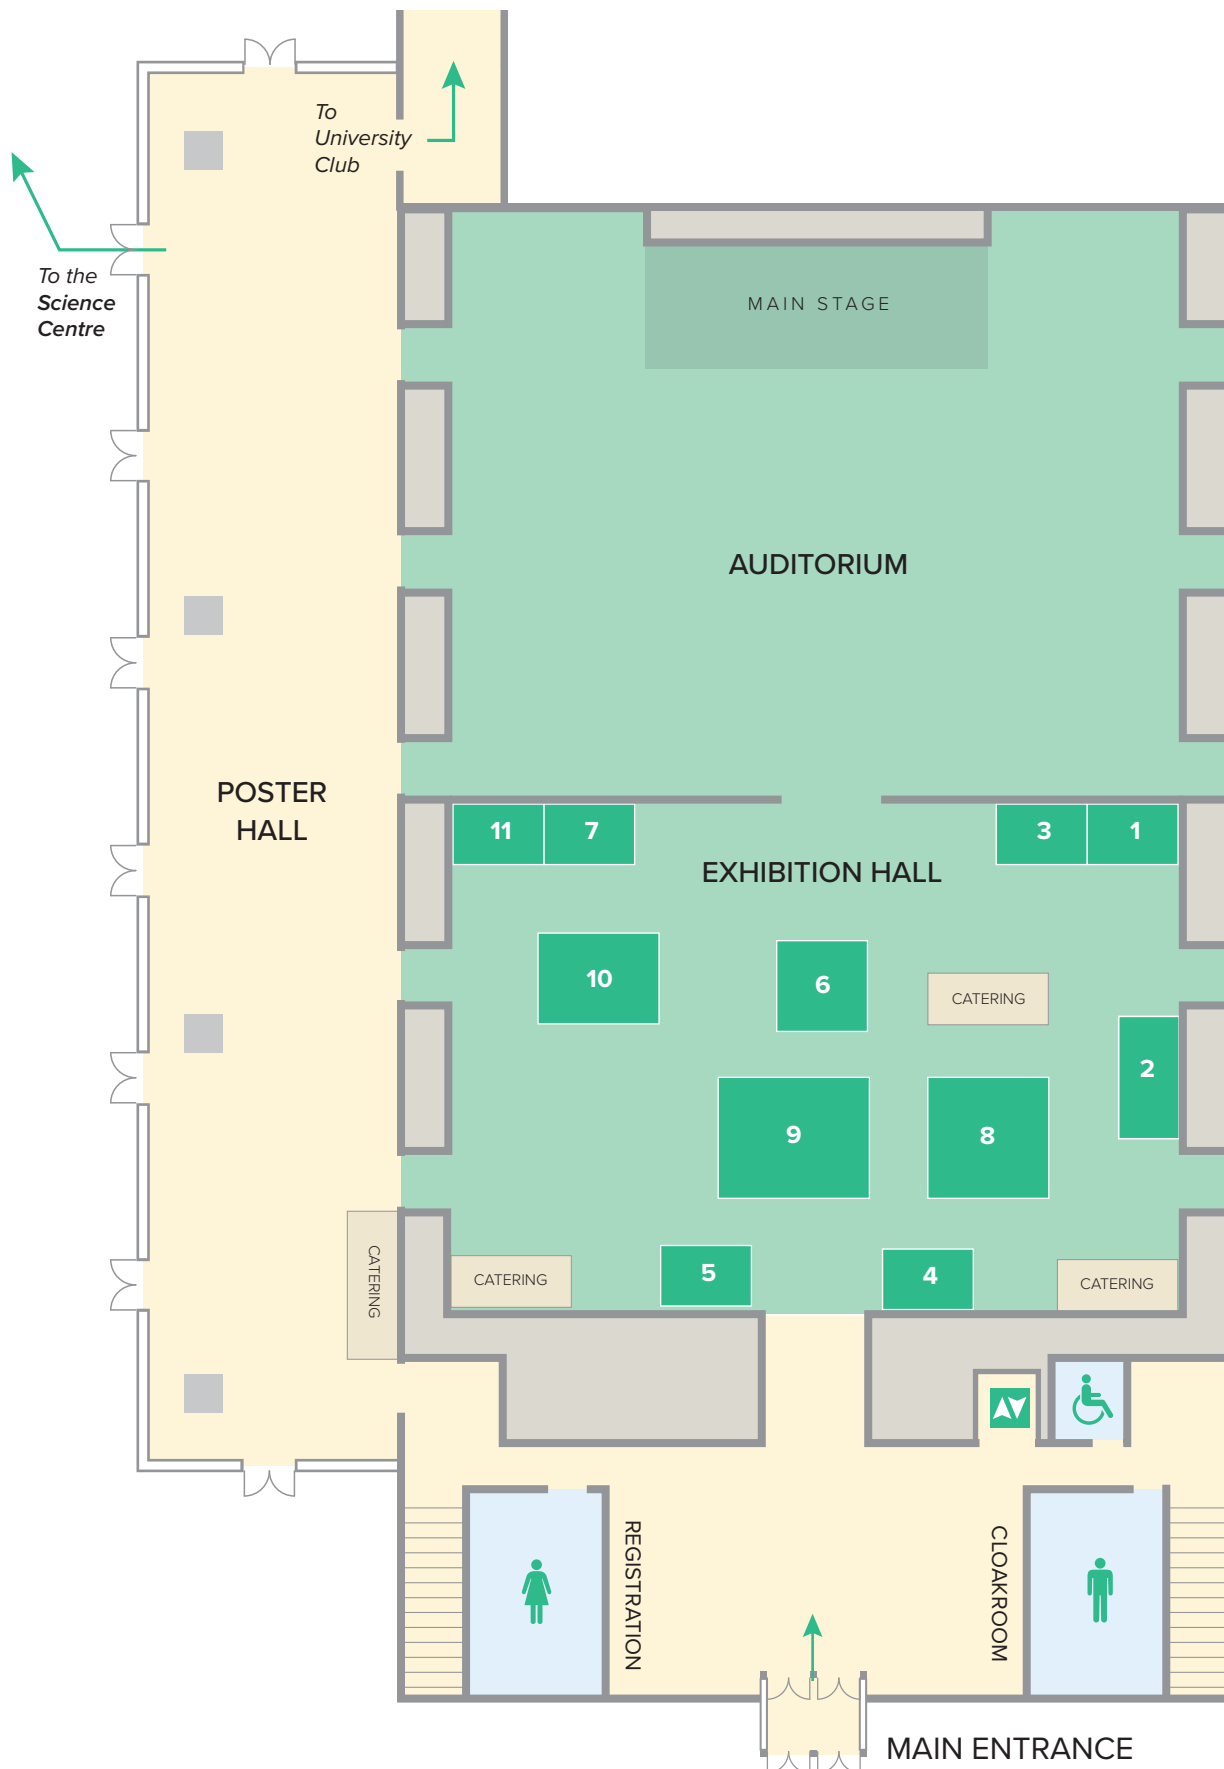 To
University
Club
To the
Science
Centre
MAIN STAGE
AUDITORIUM
POSTER
HALL
11
7
3
1
EXHIBITION HALL
10
6
CATERING
2
9
8
CATERING
CATERING
5
4
CATERING
REGISTRATION
CLOAKROOM
MAIN ENTRANCE